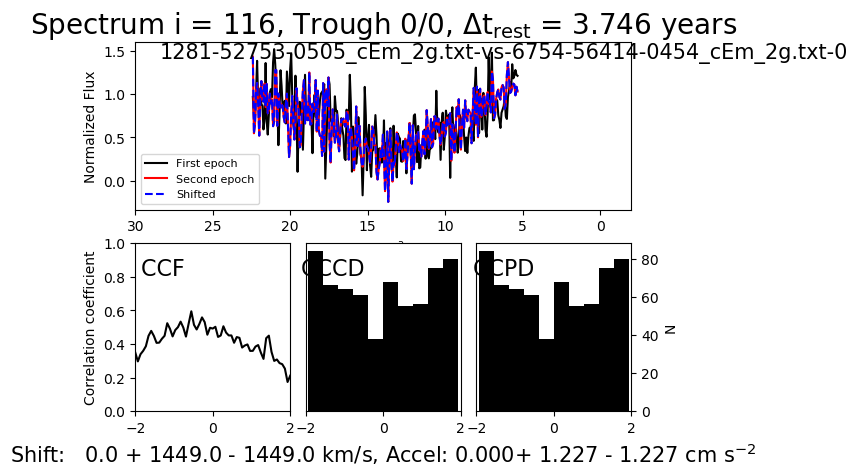 Spectrum i = 116, Trough 0/0, Δt_rest = 3.746 years
1281-52753-0505_cEm_2g.txt-vs-6754-56414-0454_cEm_2g.txt-0
Normalized Flux
1.5
1.0
0.5
0.0
First epoch
Second epoch
Shifted
30 25 20 15 10 5 0
Correlation coefficient
1.0
0.8
0.6
0.4
0.2
0.0
CCF
−2 0 2
CCCD
−2 0 2
CCPD
−2 0 2
80
60
40
20
0
N
Shift: 0.0 + 1449.0 - 1449.0 km/s, Accel: 0.000+ 1.227 - 1.227 cm s⁻²